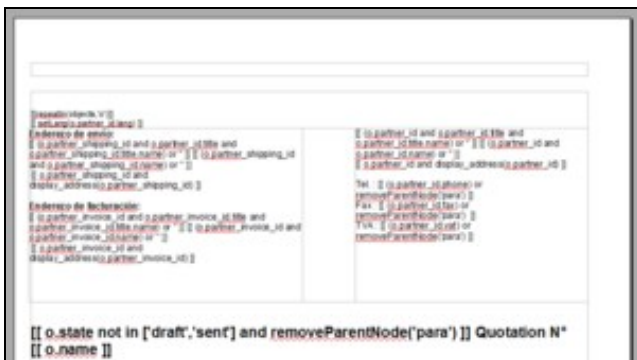 [[repeatIn(objects,'o')]]
[[ setLang(o.partner_id.lang) ]]
Enderezo de envío:
[[ (o.partner_shipping_id and o.partner_id.title and
o.partner_shipping_id.title.name) or '' ]] [[ (o.partner_shipping_id
and o.partner_shipping_id.name) or '' ]]
[[ o.partner_shipping_id and
display_address(o.partner_shipping_id) ]]
Enderezo de facturación:
[[ (o.partner_invoice_id and o.partner_invoice_id.title and
o.partner_invoice_id.title.name) or '' ]] [[ (o.partner_invoice_id and
o.partner_invoice_id.name) or '' ]]
[[ o.partner_invoice_id and
display_address(o.partner_invoice_id) ]]
[[ (o.partner_id and o.partner_id.title and
o.partner_id.title.name) or '' ]] [[ (o.partner_id and
o.partner_id.name) or '' ]]
[[ o.partner_id and display_address(o.partner_id) ]]
Tel. : [[ (o.partner_id.phone) or
removeParentNode('para') ]]
Fax : [[ (o.partner_id.fax) or
removeParentNode('para') ]]
TVA : [[ (o.partner_id.vat) or
removeParentNode('para') ]]
[[ o.state not in ['draft','sent'] and removeParentNode('para') ]] Quotation N°
[[ o.name ]]